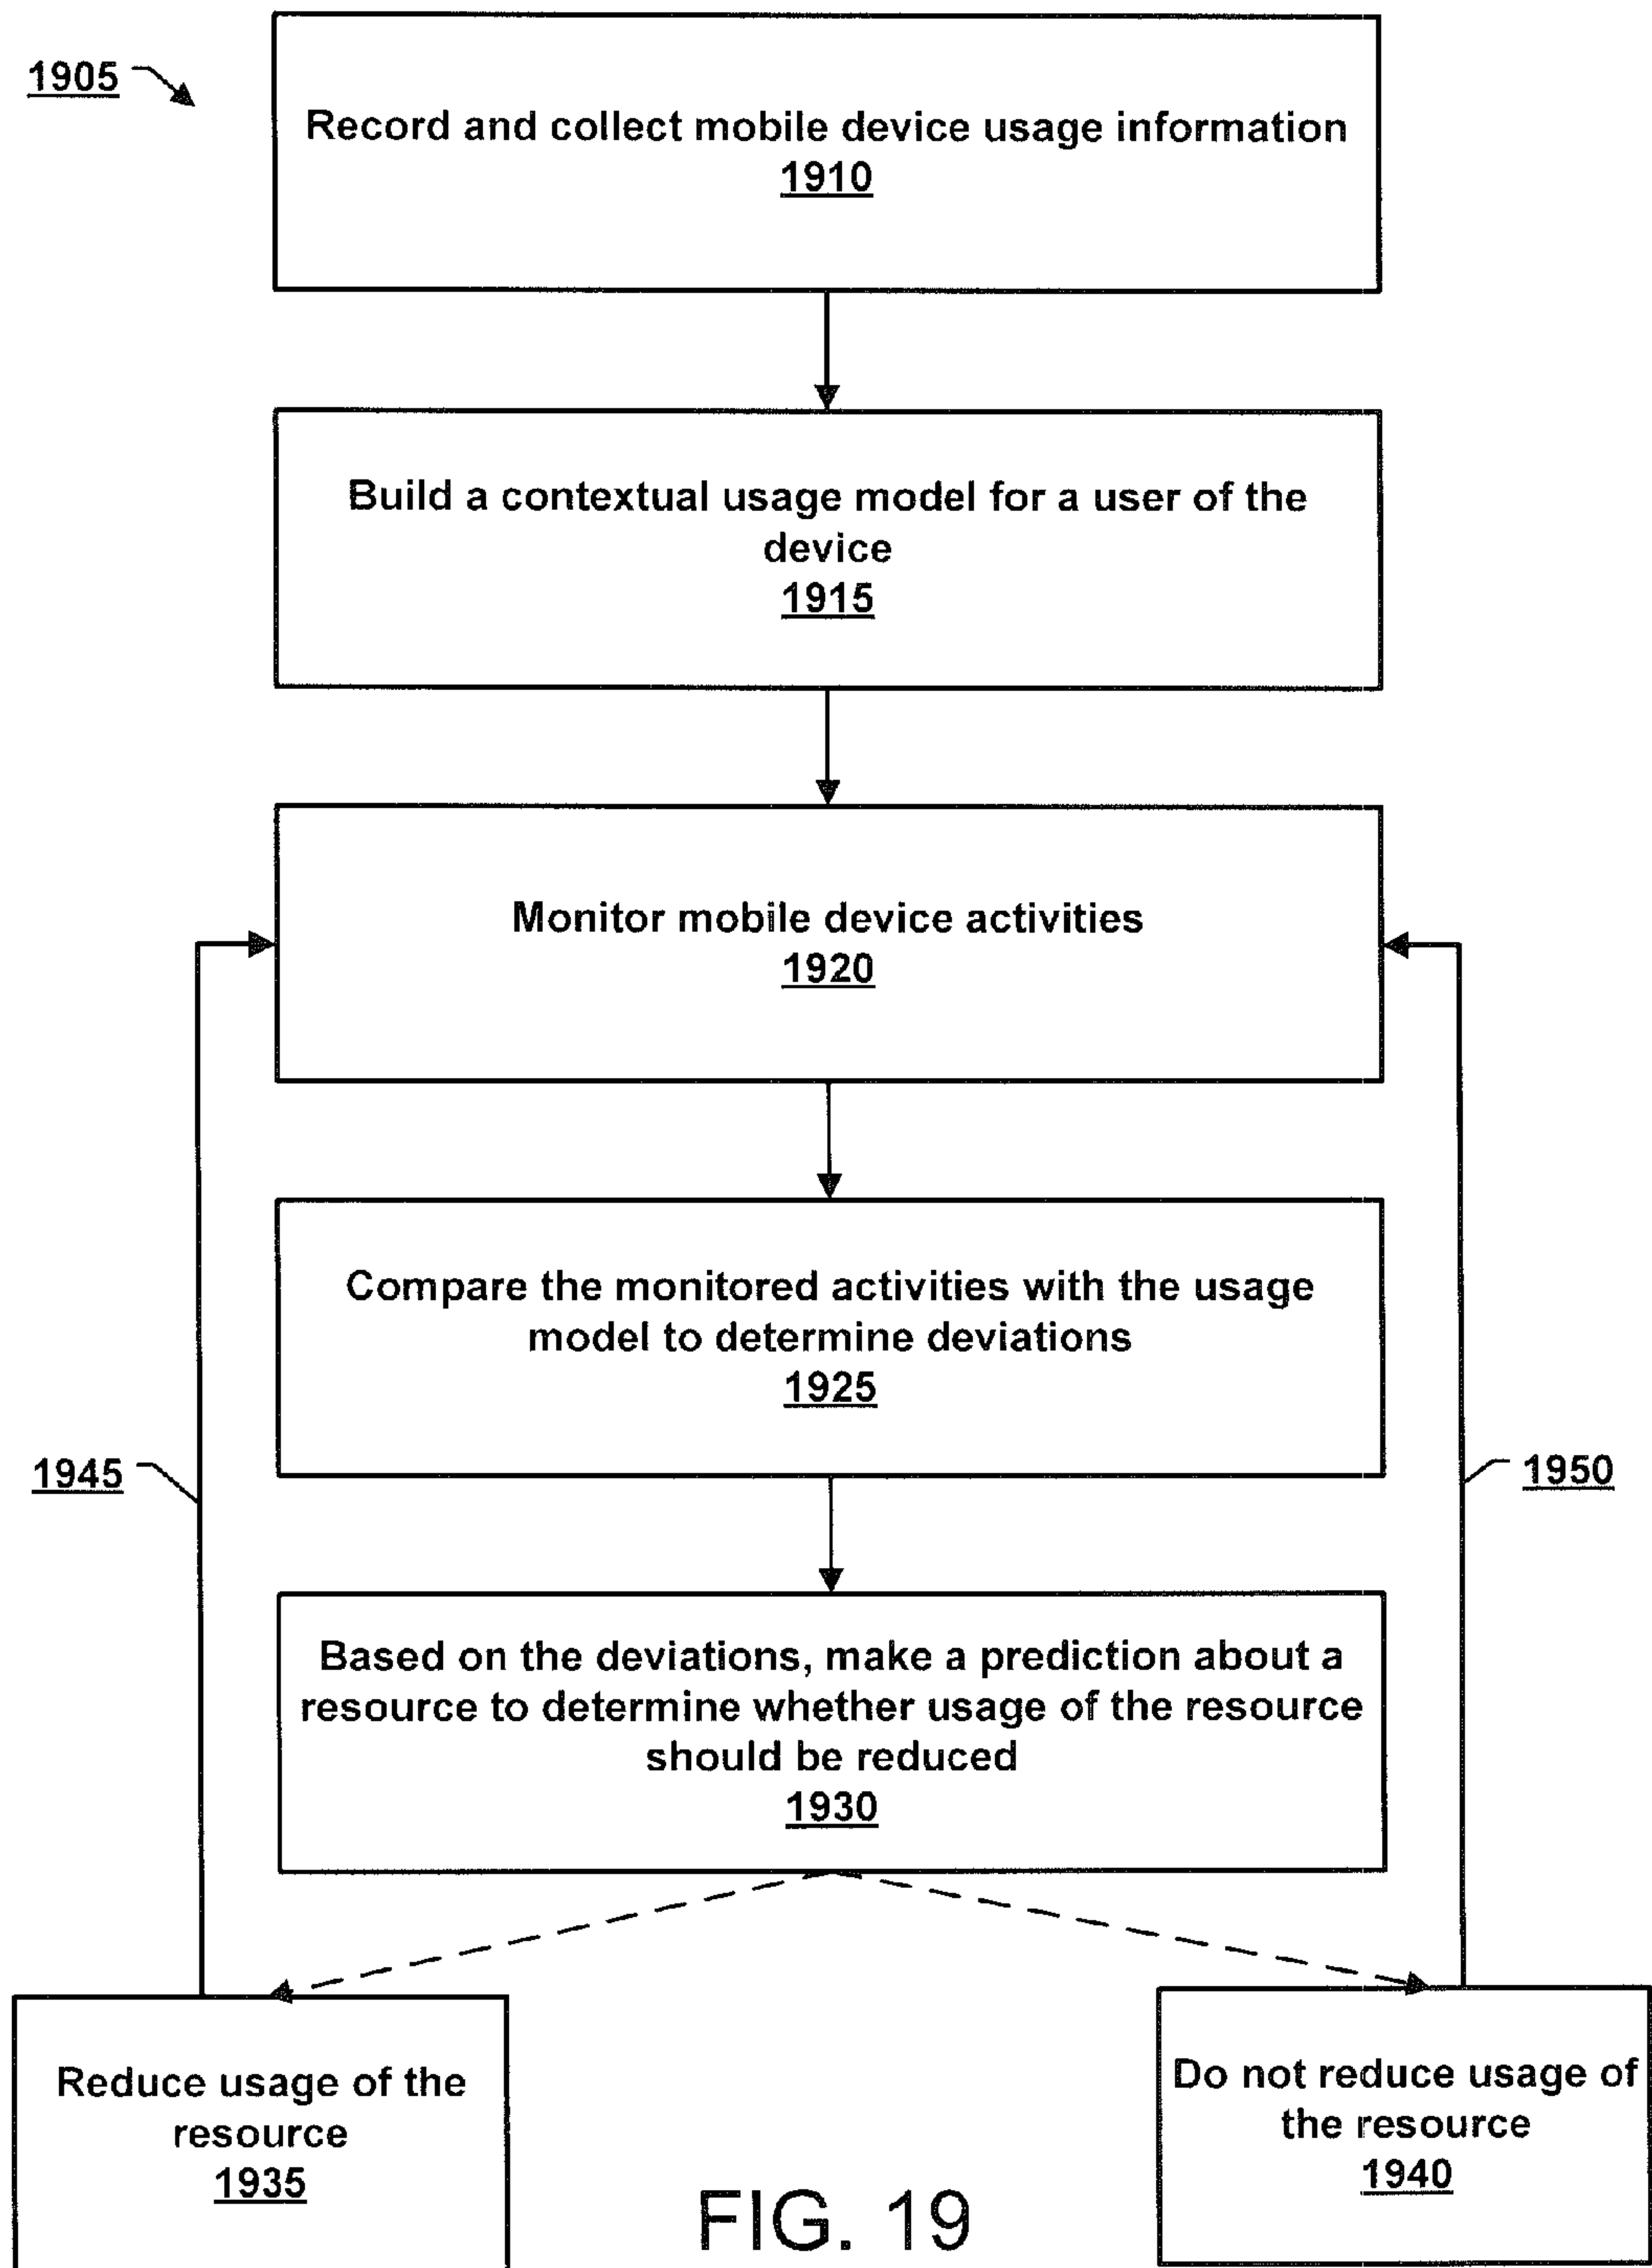 1905
Record and collect mobile device usage information
1910
Build a contextual usage model for a user of the
device
1915
Monitor mobile device activities
1920
Compare the monitored activities with the usage
model to determine deviations
1925
1945
1950
Based on the deviations, make a prediction about a
resource to determine whether usage of the resource
should be reduced
1930
Reduce usage of the
resource
1935
Do not reduce usage of
the resource
1940
FIG. 19